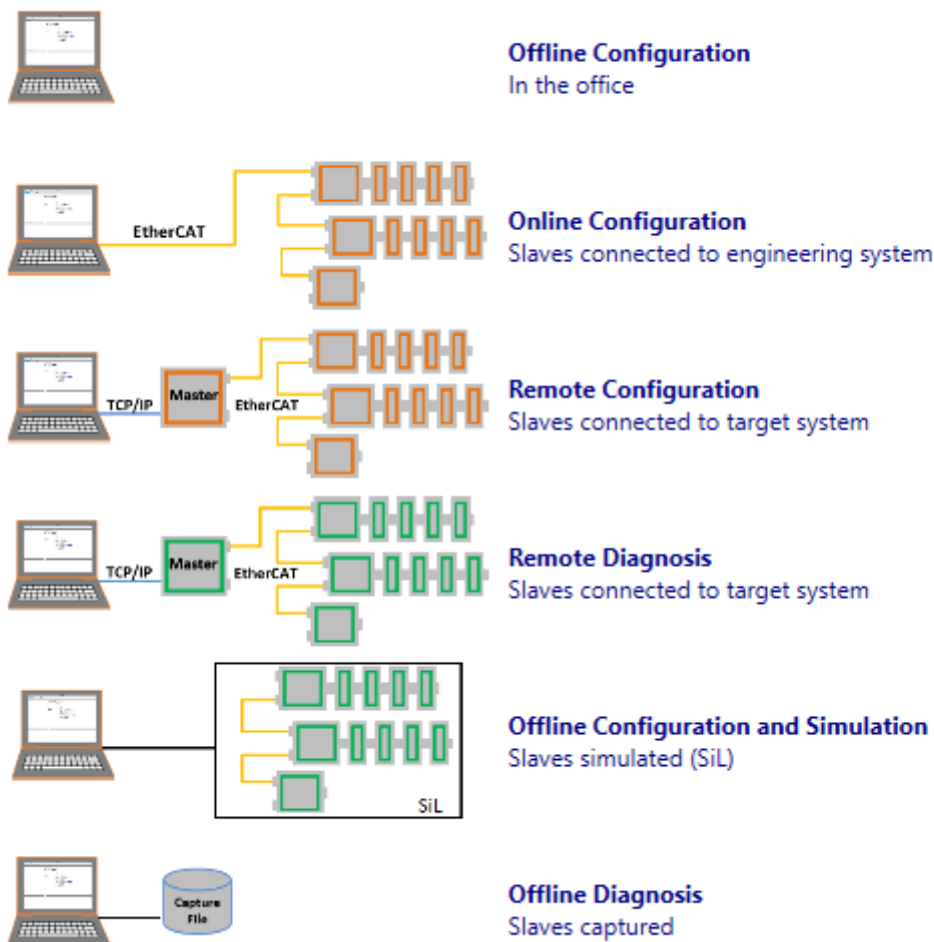 Offline Configuration
In the office
EtherCAT
Online Configuration
Slaves connected to engineering system
TCP/IP
Master
EtherCAT
Remote Configuration
Slaves connected to target system
TCP/IP
Master
EtherCAT
Remote Diagnosis
Slaves connected to target system
SiL
Offline Configuration and Simulation
Slaves simulated (SiL)
Capture
File
Offline Diagnosis
Slaves captured